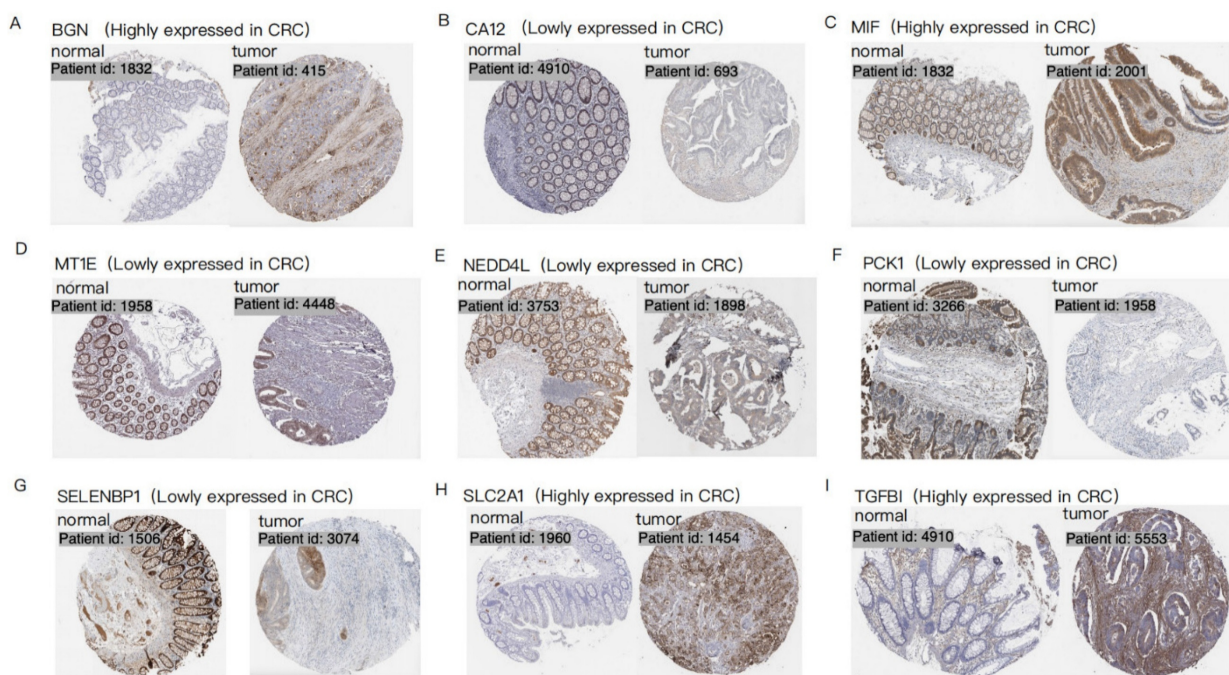 A BGN (Highly expressed in CRC)
normal tumor
Patient id: 1832 Patient id: 415
B CA12 (Lowly expressed in CRC)
normal tumor
Patient id: 4910 Patient id: 693
C MIF (Highly expressed in CRC)
normal tumor
Patient id: 1832 Patient id: 2001
D MT1E (Lowly expressed in CRC)
normal tumor
Patient id: 1958 Patient id: 4448
E NEDD4L (Lowly expressed in CRC)
normal tumor
Patient id: 3753 Patient id: 1898
F PCK1 (Lowly expressed in CRC)
normal tumor
Patient id: 3266 Patient id: 1958
G SELENBP1 (Lowly expressed in CRC)
normal tumor
Patient id: 1506 Patient id: 3074
H SLC2A1 (Highly expressed in CRC)
normal tumor
Patient id: 1960 Patient id: 1454
I TGFBI (Highly expressed in CRC)
normal tumor
Patient id: 4910 Patient id: 5553